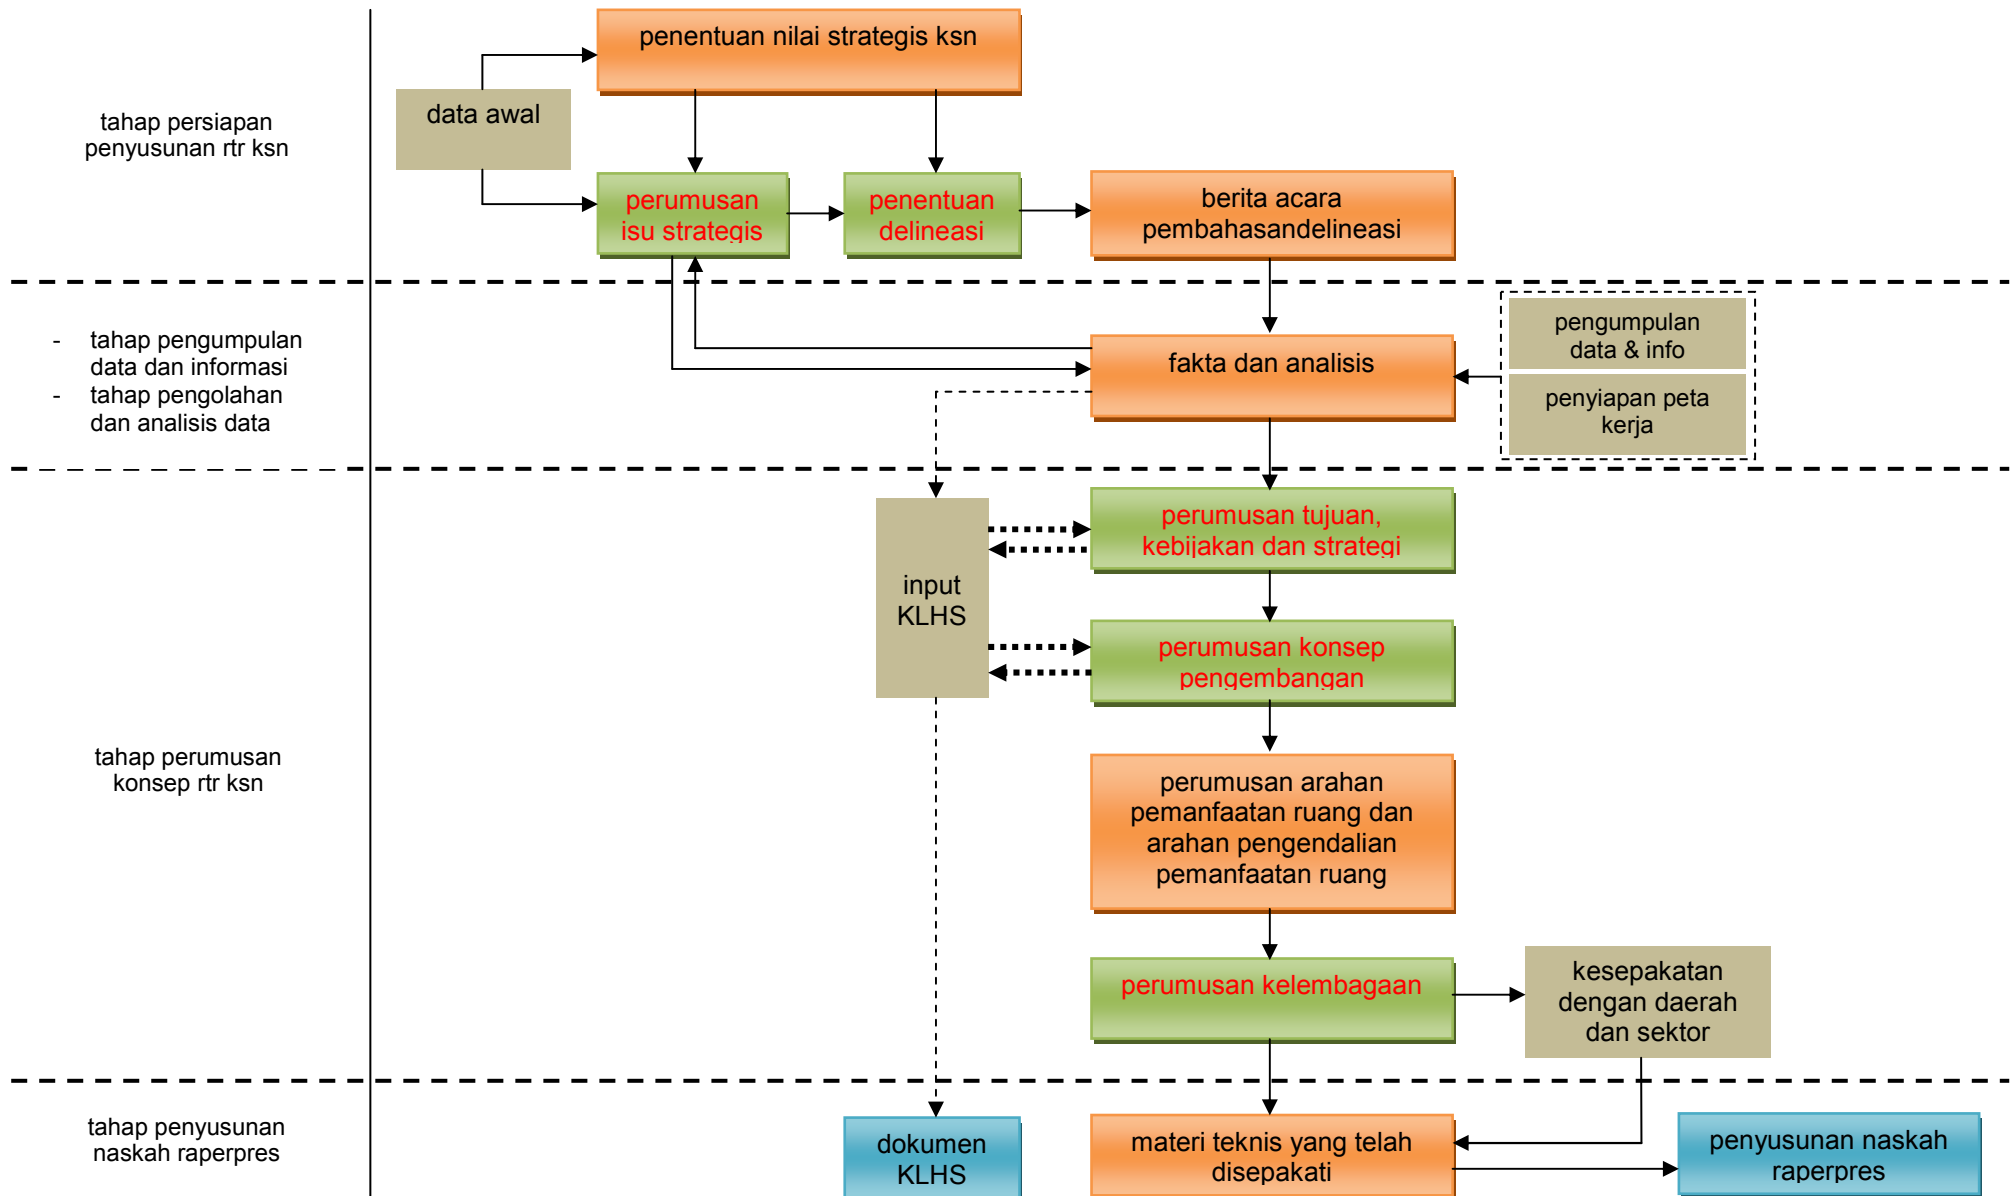 penentuan nilai strategis ksn
data awal
tahap persiapan
penyusunan rtr ksn
perumusan
isu strategis
penentuan
delineasi
berita acara
pembahasandelineasi
- tahap pengumpulan
data dan informasi
- tahap pengolahan
dan analisis data
fakta dan analisis
pengumpulan
data & info
penyiapan peta
kerja
tahap perumusan
konsep rtr ksn
input
KLHS
perumusan tujuan,
kebijakan dan strategi
perumusan konsep
pengembangan
perumusan arahan
pemanfaatan ruang dan
arahan pengendalian
pemanfaatan ruang
perumusan kelembagaan
kesepakatan
dengan daerah
dan sektor
tahap penyusunan
naskah raperpres
dokumen
KLHS
materi teknis yang telah
disepakati
penyusunan naskah
raperpres